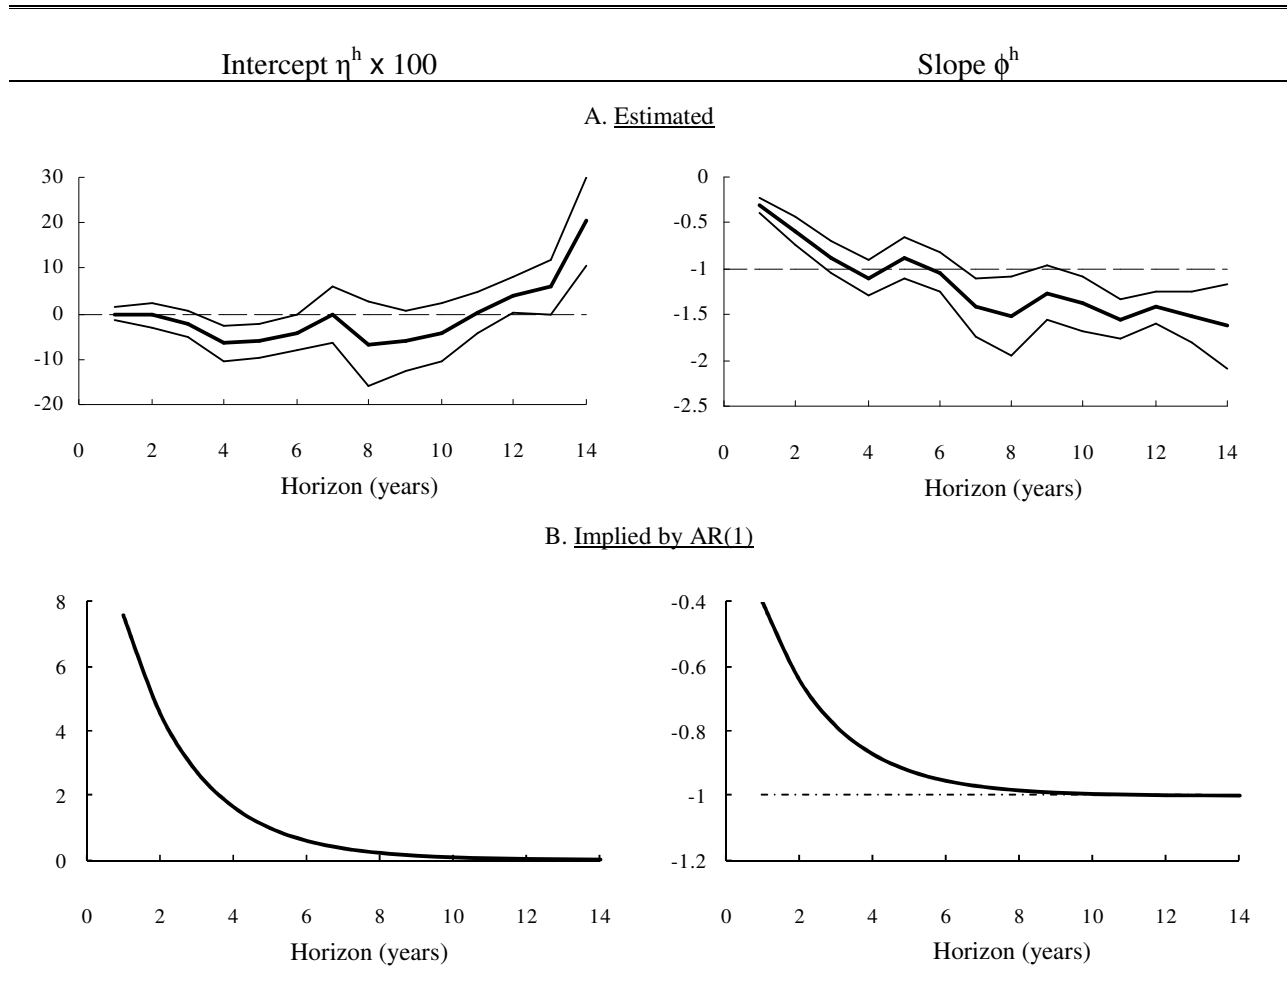 Intercept ηʰ x 100 Slope ϕʰ
A. Estimated
30
20
10
0
-10
-20
0 2 4 6 8 10 12 14
Horizon (years)
0
-0.5
-1
-1.5
-2
-2.5
0 2 4 6 8 10 12 14
Horizon (years)
B. Implied by AR(1)
8
6
4
2
0
0 2 4 6 8 10 12 14
Horizon (years)
-0.4
-0.6
-0.8
-1
-1.2
0 2 4 6 8 10 12 14
Horizon (years)